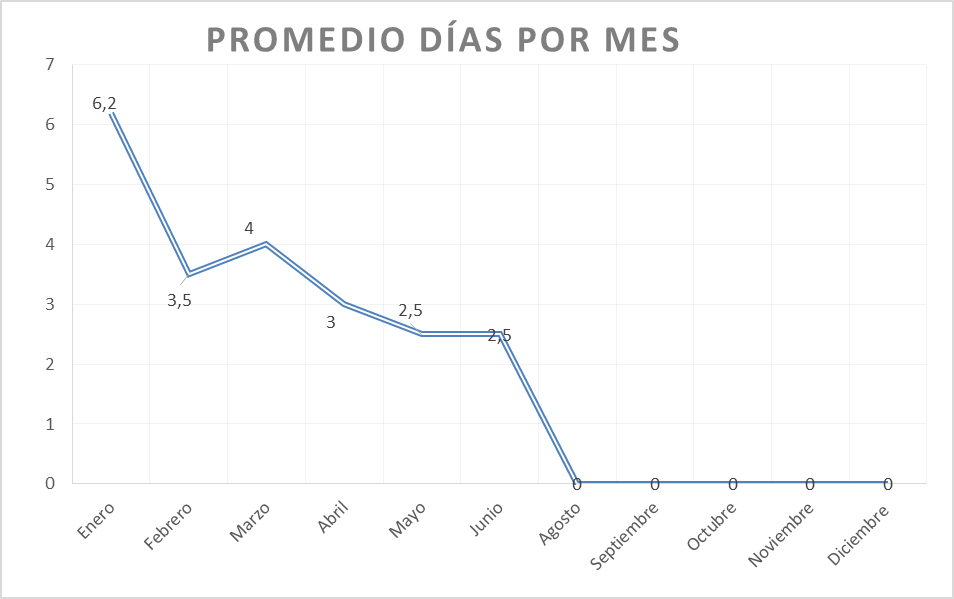 PROMEDIO DÍAS POR MES
7
6
5
4
3
2
1
0
6,2
3,5
4
3
2,5
2,5
0
0
0
0
0
Enero
Febrero
Marzo
Abril
Mayo
Junio
Agosto
Septiembre
Octubre
Noviembre
Diciembre